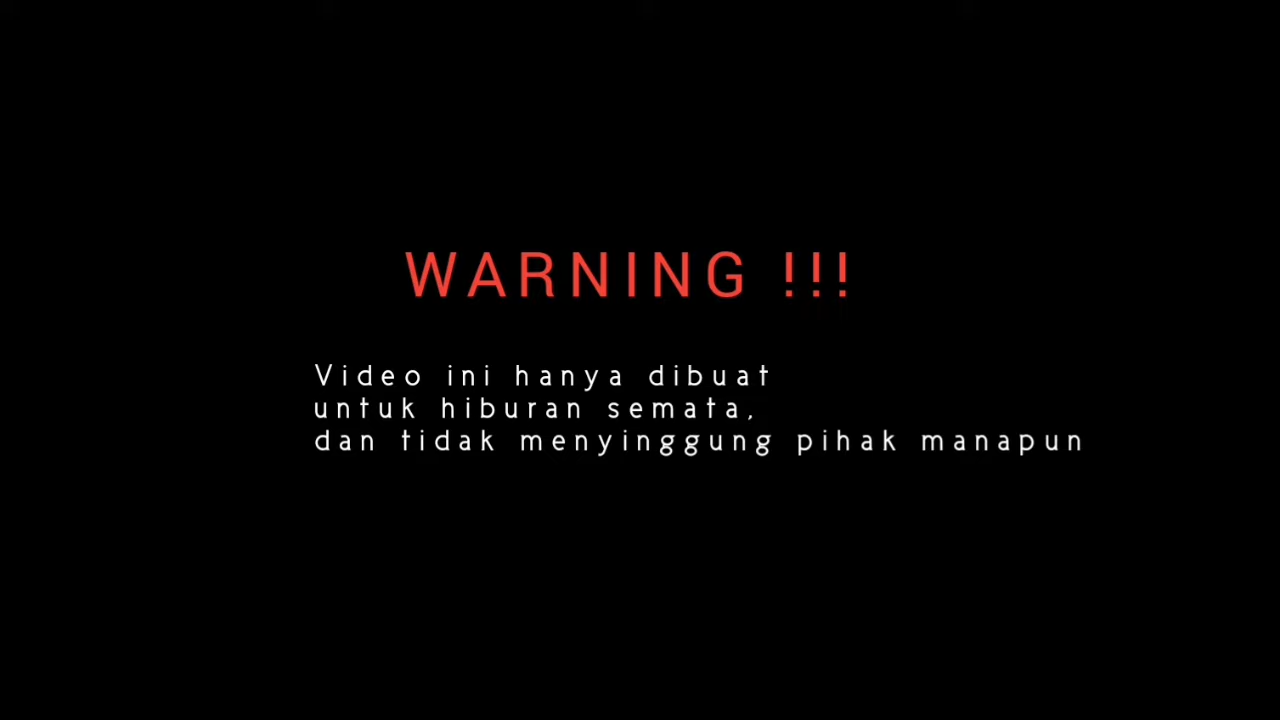 WARNING !!!
Video ini hanya dibuat
untuk hiburan semata,
dan tidak menyinggung pihak manapun